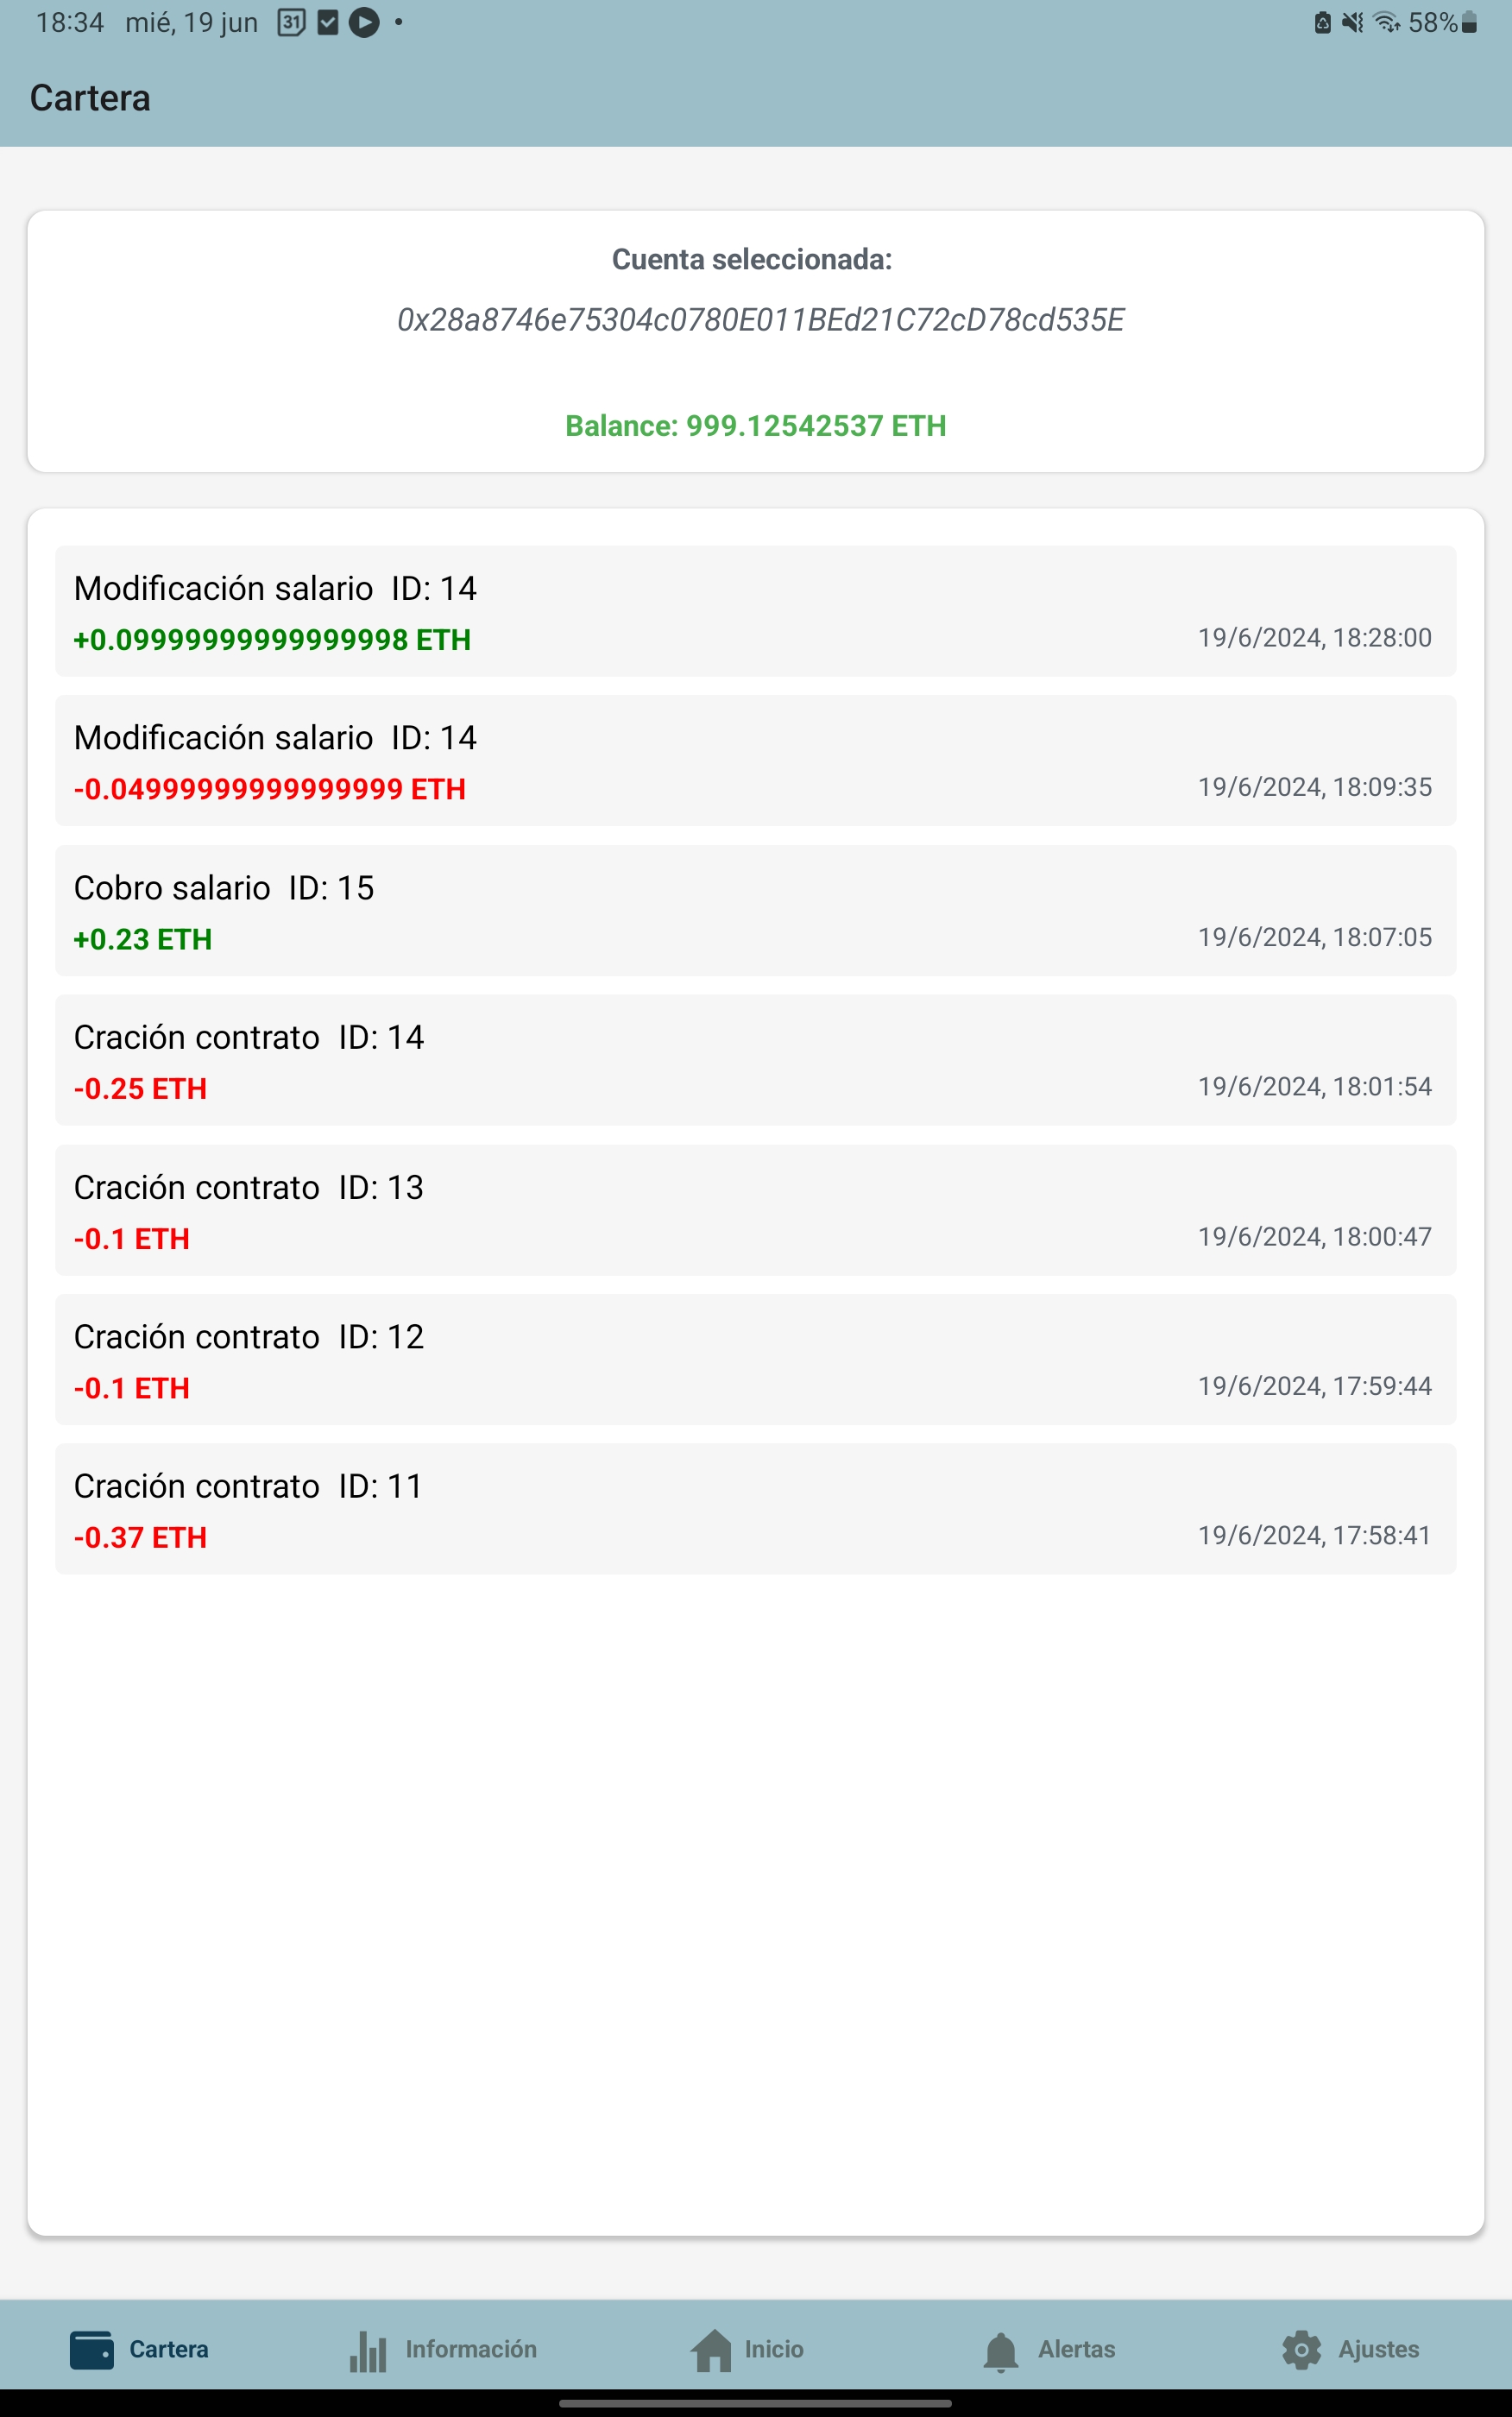 18:34 mié, 19 jun 31 58%
Cartera
Cuenta seleccionada:
0x28a8746e75304c0780E011BEd21C72cD78cd535E
Balance: 999.12542537 ETH
Modificación salario ID: 14
+0.09999999999999998 ETH 19/6/2024, 18:28:00
Modificación salario ID: 14
-0.04999999999999999 ETH 19/6/2024, 18:09:35
Cobro salario ID: 15
+0.23 ETH 19/6/2024, 18:07:05
Cración contrato ID: 14
-0.25 ETH 19/6/2024, 18:01:54
Cración contrato ID: 13
-0.1 ETH 19/6/2024, 18:00:47
Cración contrato ID: 12
-0.1 ETH 19/6/2024, 17:59:44
Cración contrato ID: 11
-0.37 ETH 19/6/2024, 17:58:41
Cartera Información Inicio Alertas Ajustes